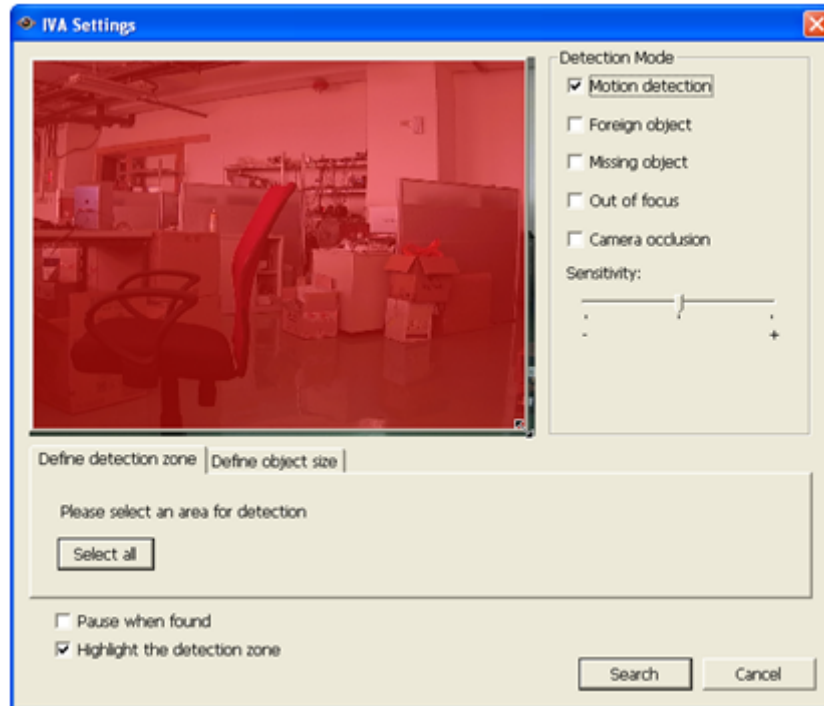 IVA Settings
Detection Mode
Motion detection
Foreign object
Missing object
Out of focus
Camera occlusion
Sensitivity:
- +
Define detection zone Define object size
Please select an area for detection
Select all
Pause when found
Highlight the detection zone
Search Cancel